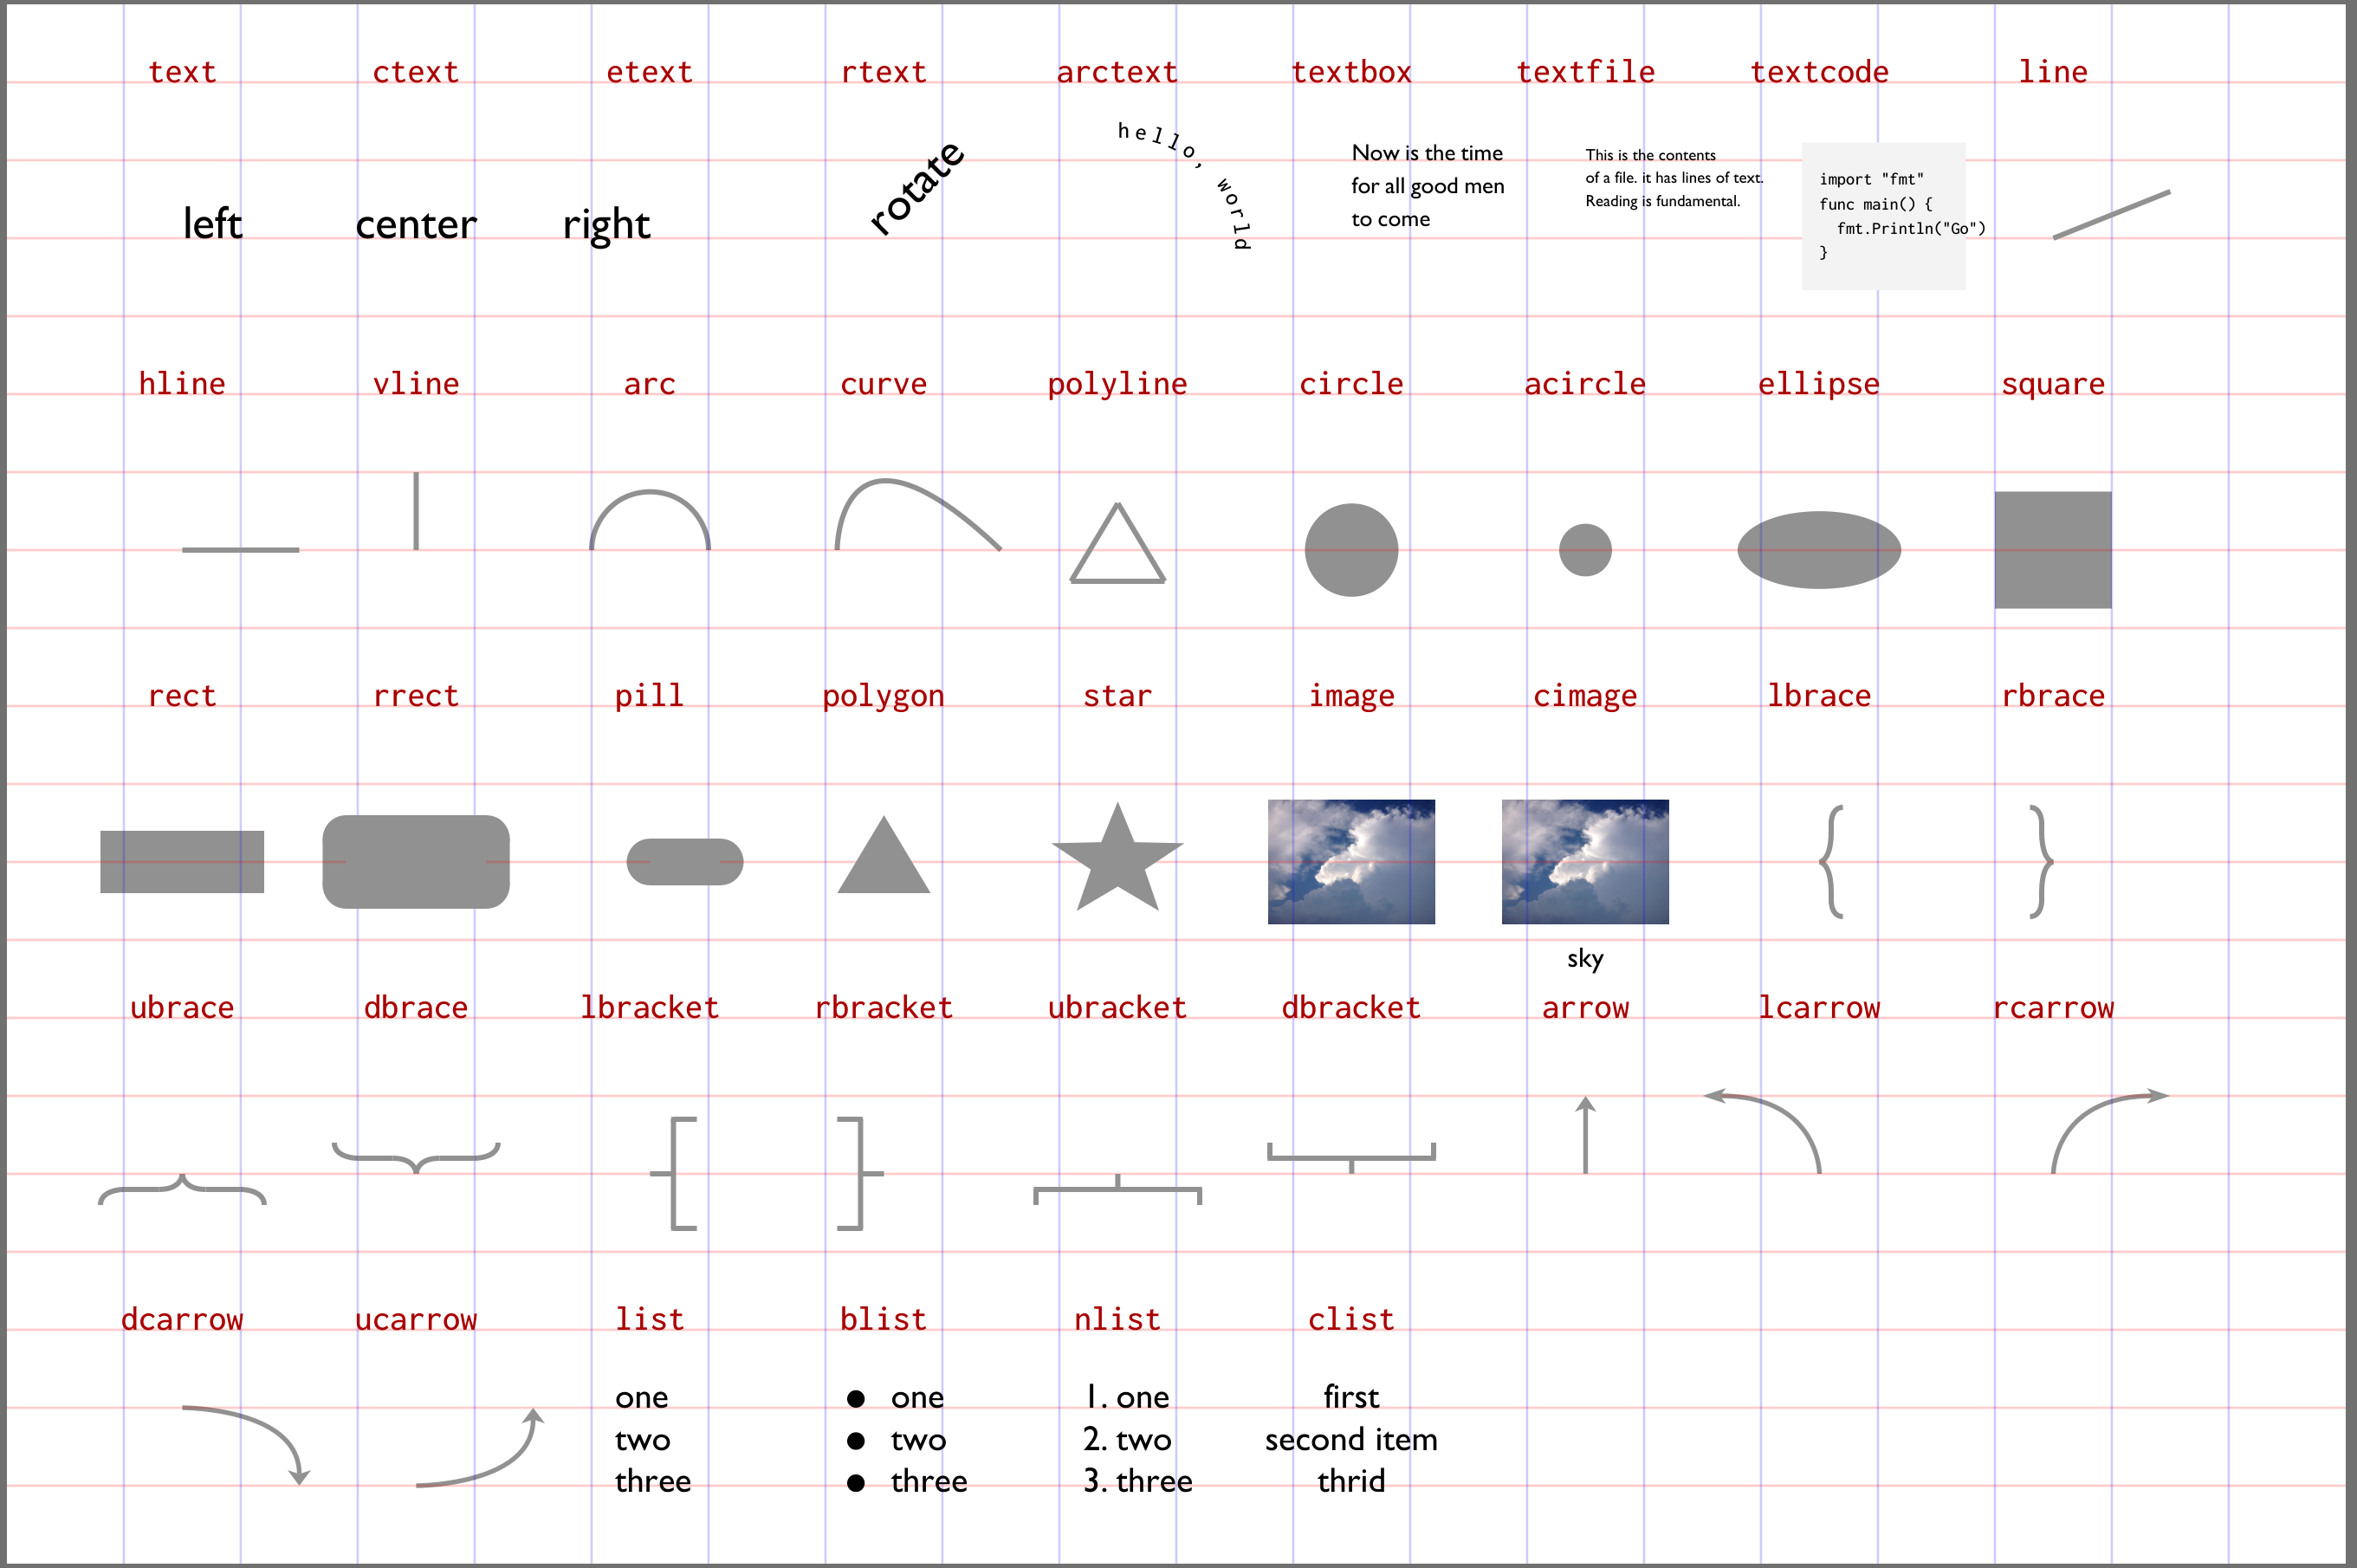 text ctext etext rtext arctext textbox textfile textcode line
left center right
rotate
hello, world
Now is the time
for all good men
to come
This is the contents
of a file. it has lines of text.
Reading is fundamental.
import "fmt"
func main() {
  fmt.Println("Go")
}
hline vline arc curve polyline circle acircle ellipse square
rect rrect pill polygon star image cimage lbrace rbrace
sky
ubrace dbrace lbracket rbracket ubracket dbracket arrow lcarrow rcarrow
dcarrow ucarrow list blist nlist clist
one
two
three
● one
● two
● three
1. one
2. two
3. three
first
second item
thrid